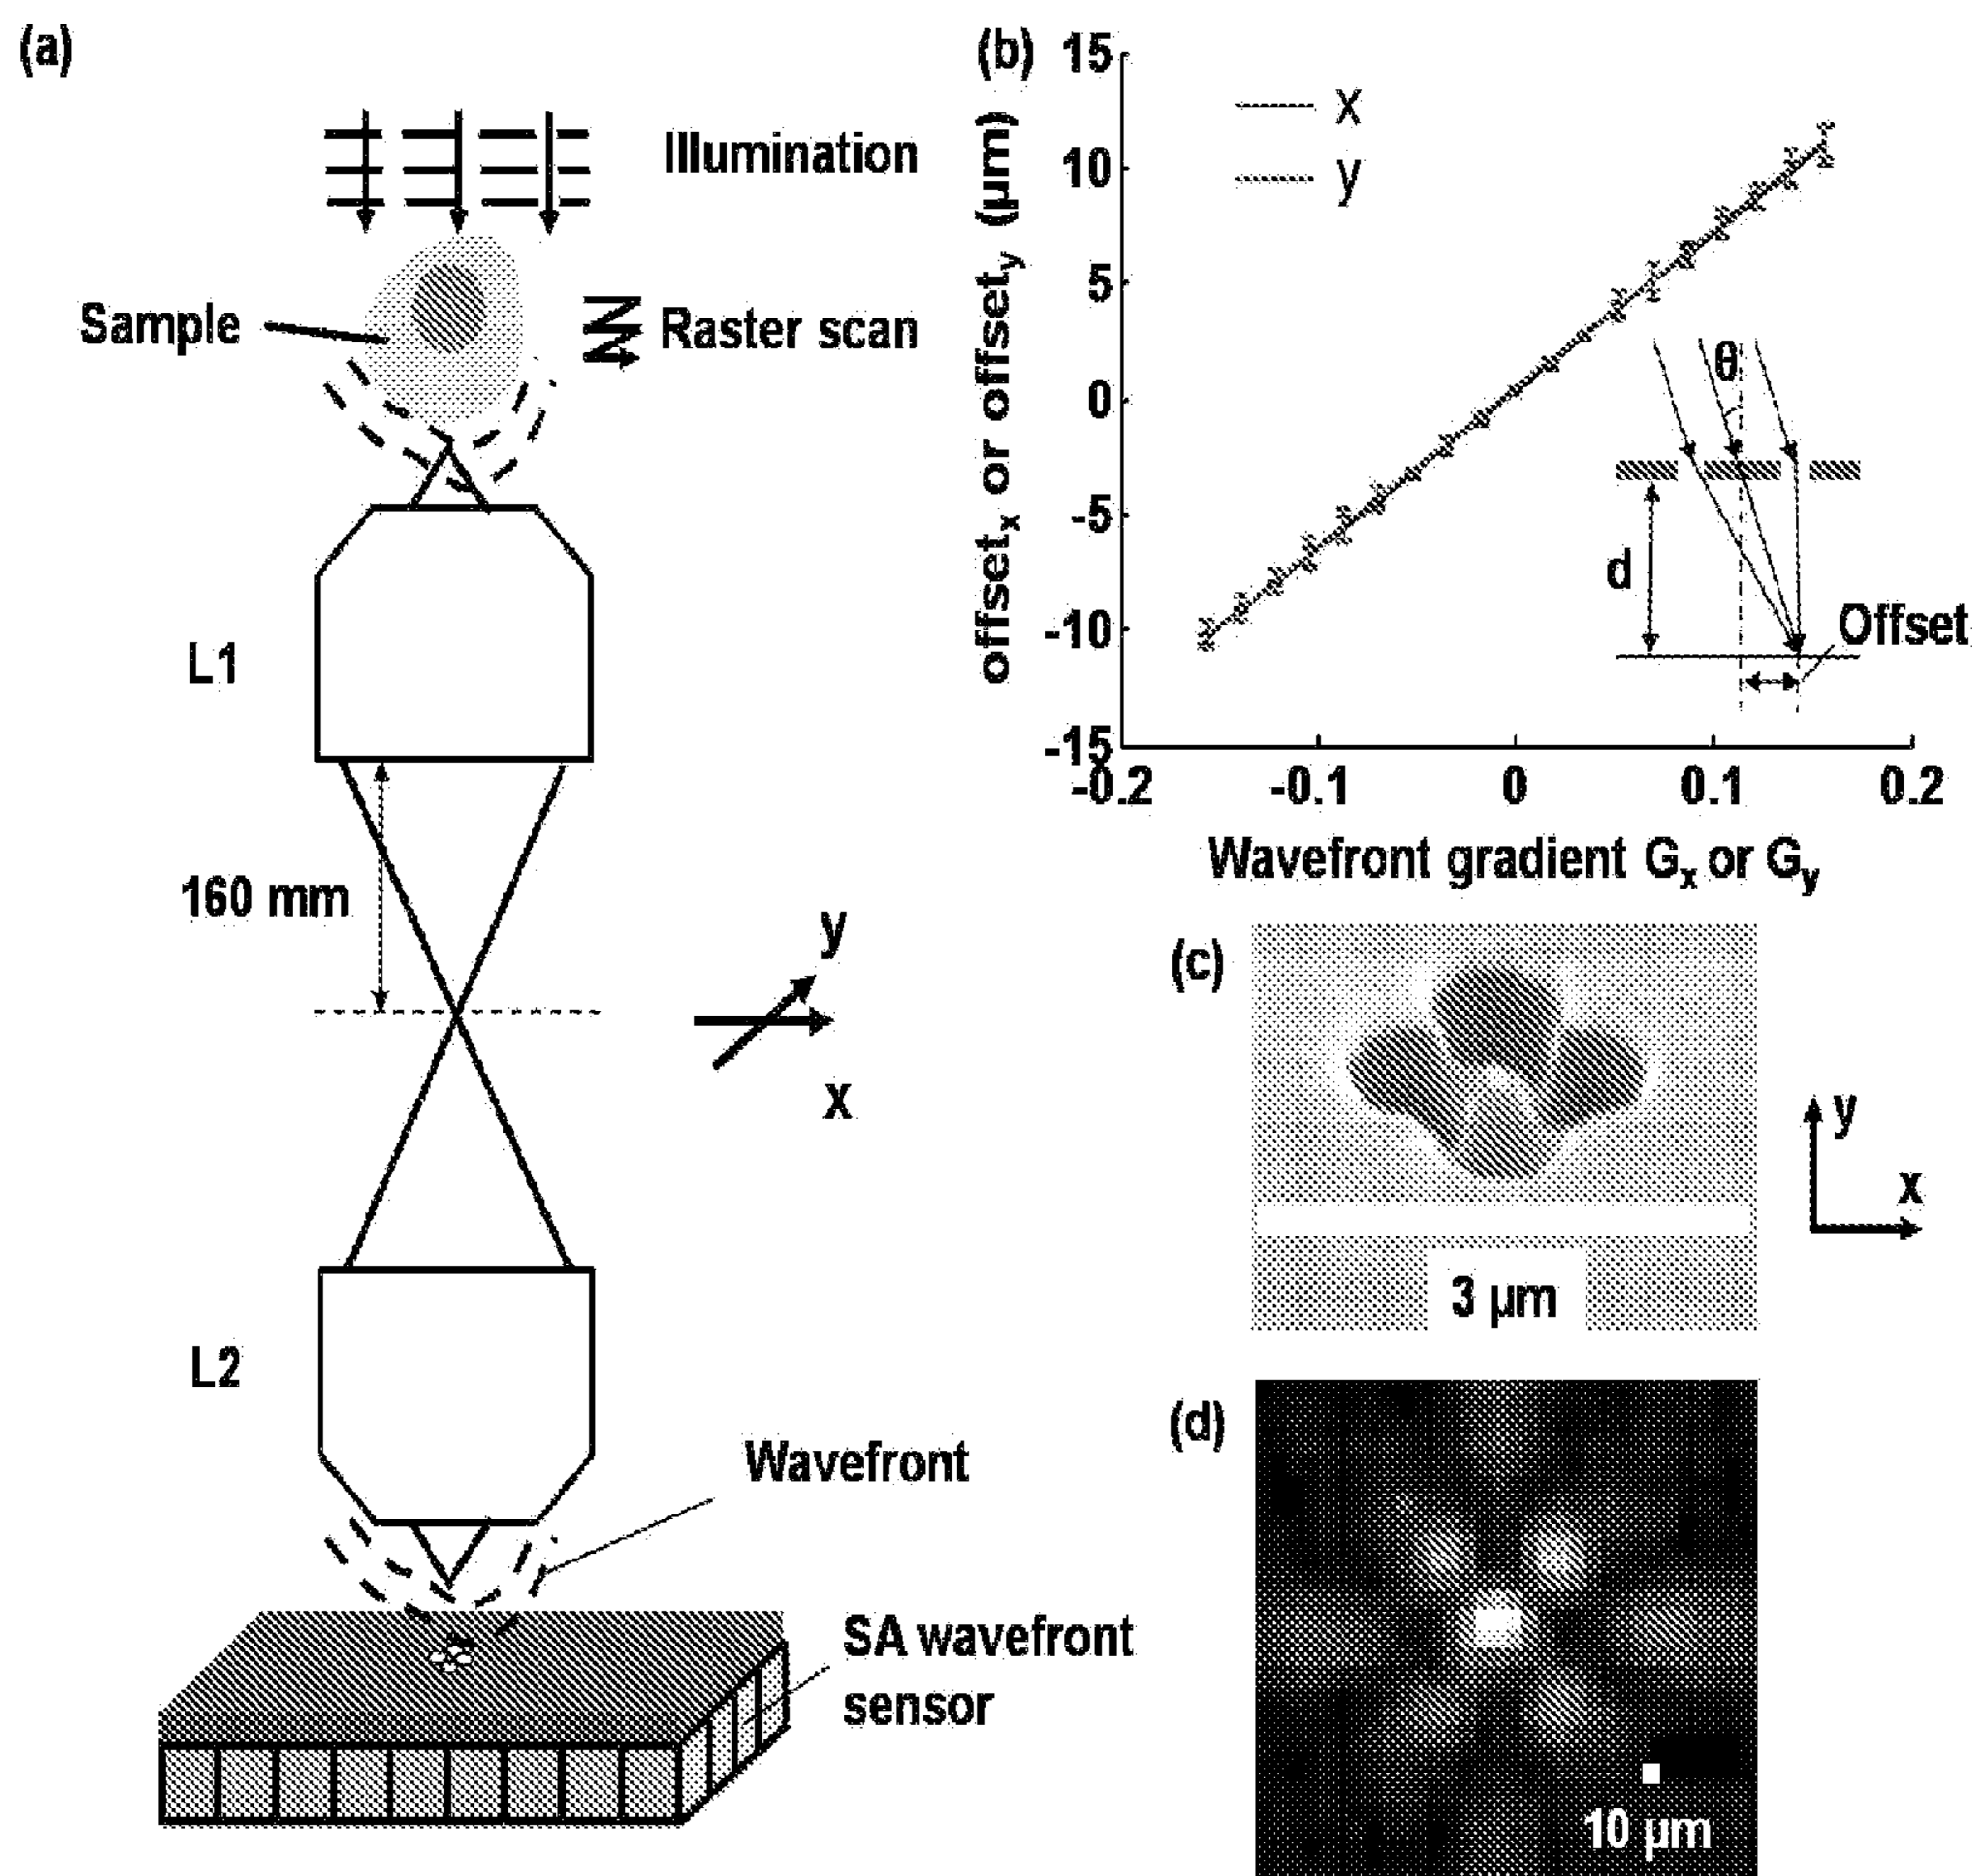 (a)
Illumination
Sample
Raster scan
L1
160 mm
y
x
L2
Wavefront
SA wavefront
sensor
(b)
15
10
5
0
-5
-10
-15
offsetx or offsety (µm)
x
y
θ
d
Offset
-0.2
-0.1
0
0.1
0.2
Wavefront gradient Gx or Gy
(c)
3 µm
y
x
(d)
10 µm